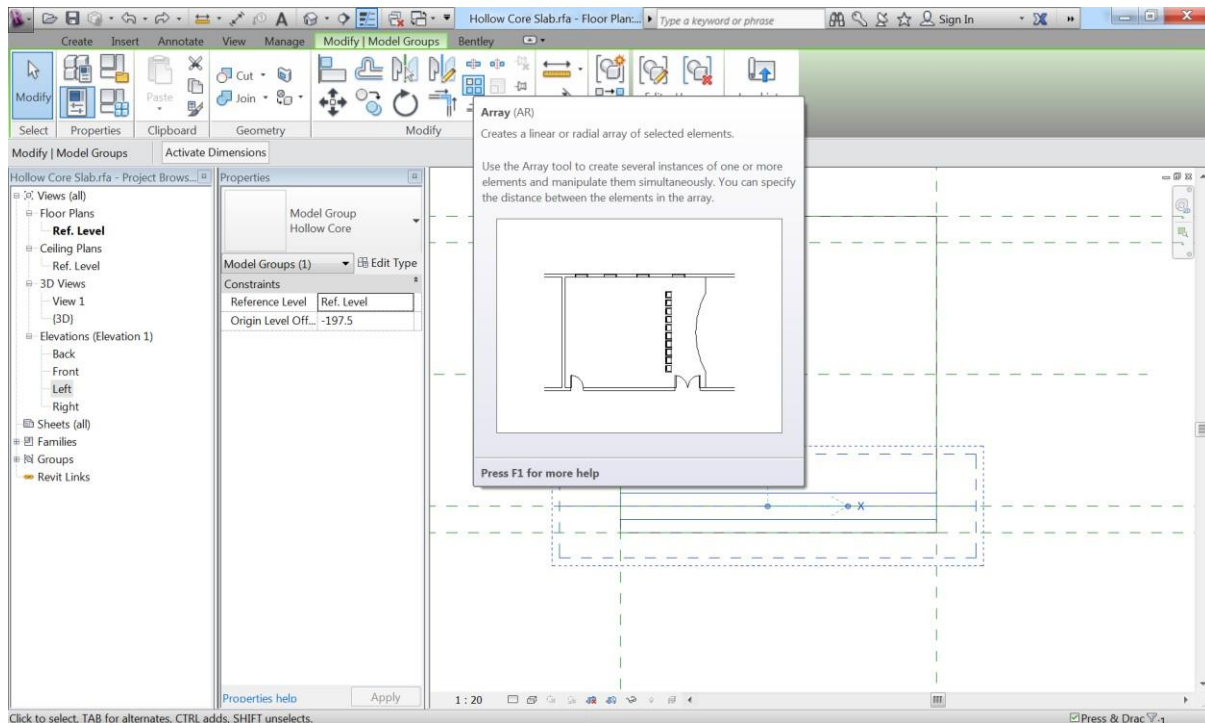 Hollow Core Slab.rfa - Floor Plan:...
Type a keyword or phrase
Sign In
Create Insert Annotate View Manage Modify | Model Groups Bentley
Modify
Paste
Cut
Join
Select Properties Clipboard Geometry Modify
Modify | Model Groups Activate Dimensions
Hollow Core Slab.rfa - Project Brows...
Views (all)
Floor Plans
Ref. Level
Ceiling Plans
Ref. Level
3D Views
View 1
{3D}
Elevations (Elevation 1)
Back
Front
Left
Right
Sheets (all)
Families
Groups
Revit Links
Properties
Model Group
Hollow Core
Model Groups (1) Edit Type
Constraints
Reference Level Ref. Level
Origin Level Off... -197.5
Properties help Apply
Array (AR)
Creates a linear or radial array of selected elements.
Use the Array tool to create several instances of one or more
elements and manipulate them simultaneously. You can specify
the distance between the elements in the array.
Press F1 for more help
X
1 : 20
Click to select, TAB for alternates, CTRL adds, SHIFT unselects.
Press & Drag
:1